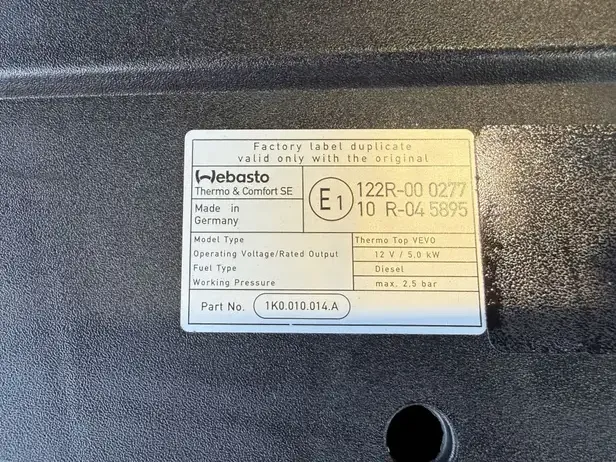 Factory label duplicate
valid only with the original
Webasto
Thermo & Comfort SE
Made in
Germany
E1
122R-00 0277
10 R-04 5895
Model Type Thermo Top VEVO
Operating Voltage/Rated Output 12 V / 5,0 kW
Fuel Type Diesel
Working Pressure max. 2,5 bar
Part No. 1K0.010.014.A